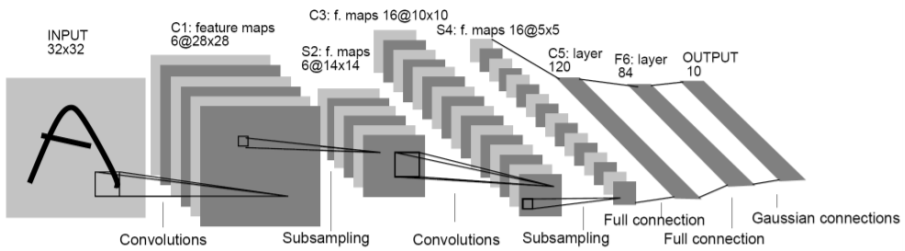 INPUT
32x32
C1: feature maps
6@28x28
S2: f. maps
6@14x14
C3: f. maps 16@10x10
S4: f. maps 16@5x5
C5: layer
120
F6: layer
84
OUTPUT
10
Convolutions
Subsampling
Convolutions
Subsampling
Full connection
Full connection
Gaussian connections